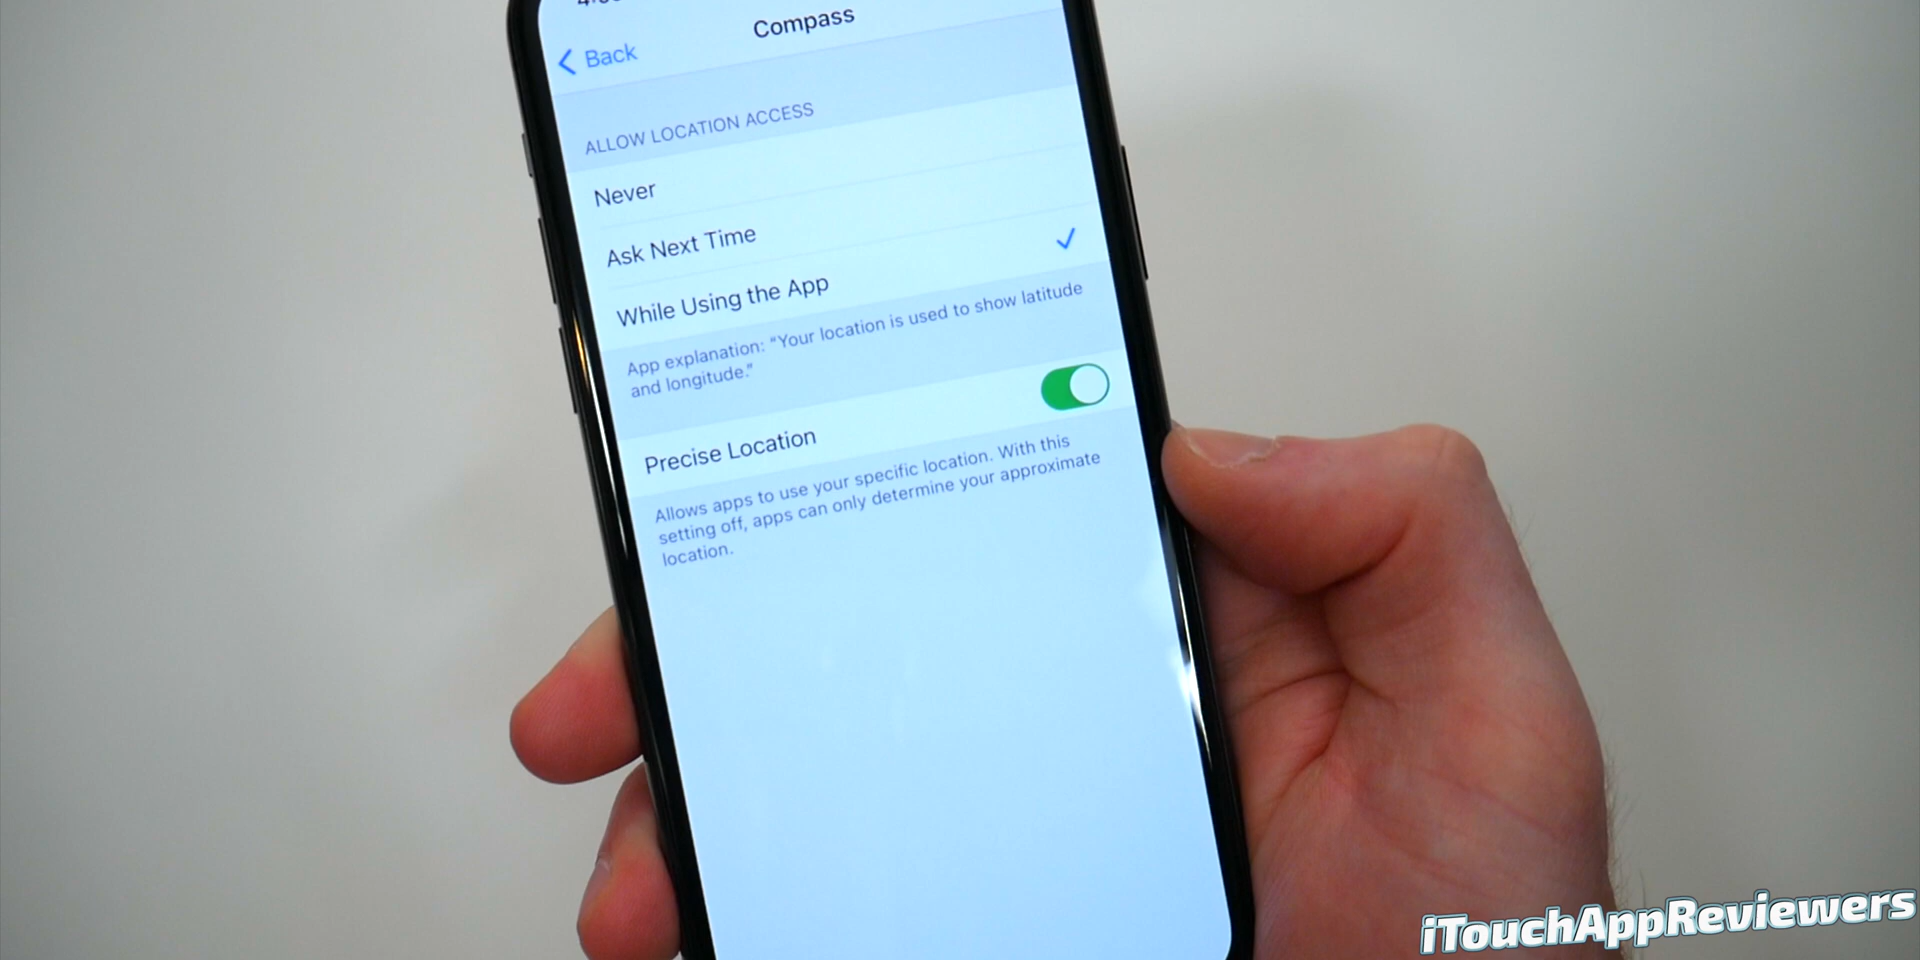 Compass
Back
ALLOW LOCATION ACCESS
Never
Ask Next Time
While Using the App
App explanation: “Your location is used to show latitude
and longitude.”
Precise Location
Allows apps to use your specific location. With this
setting off, apps can only determine your approximate
location.
iTouchAppReviewers